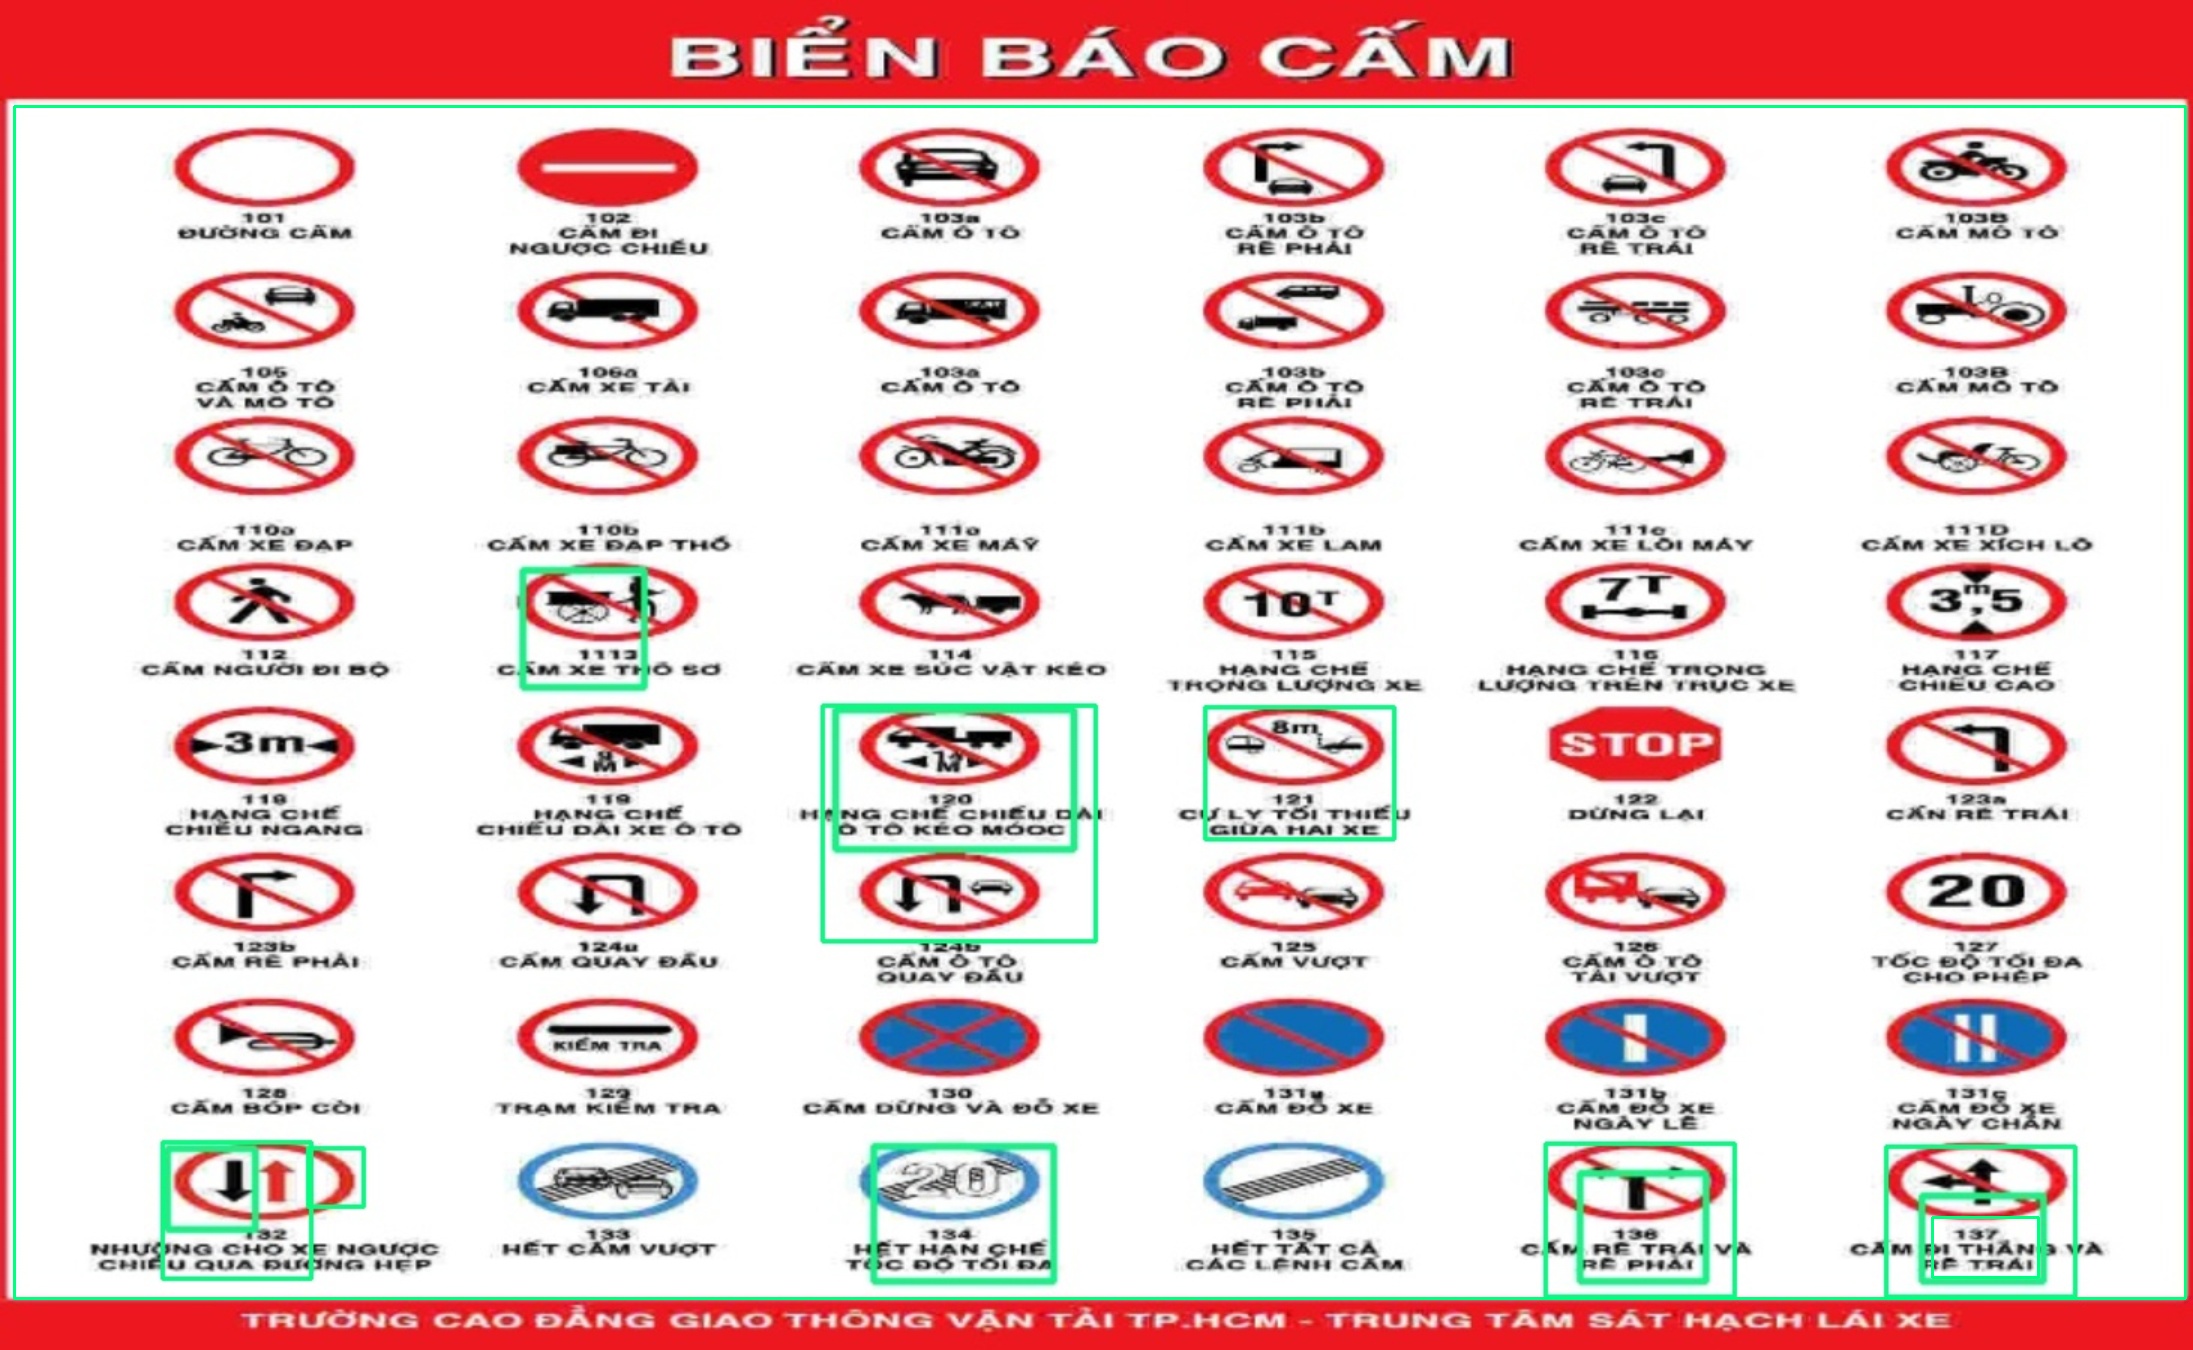 BIỂN BÁO CẤM
101
ĐƯỜNG CẤM
102
CẤM ĐI
NGƯỢC CHIỀU
103a
CẤM Ô TÔ
103b
CẤM Ô TÔ
RẼ PHẢI
103c
CẤM Ô TÔ
RẼ TRÁI
103B
CẤM MÔ TÔ
105
CẤM Ô TÔ
VÀ MÔ TÔ
106a
CẤM XE TẢI
103a
CẤM Ô TÔ
103b
CẤM Ô TÔ
RẼ PHẢI
103c
CẤM Ô TÔ
RẼ TRÁI
103B
CẤM MÔ TÔ
110a
CẤM XE ĐẠP
110b
CẤM XE ĐẠP THỒ
111a
CẤM XE MÁY
111b
CẤM XE LAM
111c
CẤM XE LÔI MÁY
111D
CẤM XE XÍCH LÔ
112
CẤM NGƯỜI ĐI BỘ
1113
CẤM XE THÔ SƠ
114
CẤM XE SÚC VẬT KÉO
10T
115
HẠNG CHẾ
TRỌNG LƯỢNG XE
7T
116
HẠNG CHẾ TRỌNG
LƯỢNG TRÊN TRỤC XE
3,5m
117
HẠNG CHẾ
CHIỀU CAO
3m
118
HẠNG CHẾ
CHIỀU NGANG
M
119
HẠNG CHẾ
CHIỀU DÀI XE Ô TÔ
M
120
HẠNG CHẾ CHIỀU DÀI
Ô TÔ KÉO MÓOC
8m
121
CỰ LY TỐI THIỂU
GIỮA HAI XE
STOP
122
DỪNG LẠI
123a
CẤN RẼ TRÁI
123b
CẤM RẼ PHẢI
124a
CẤM QUAY ĐẦU
124b
CẤM Ô TÔ
QUAY ĐẦU
125
CẤM VƯỢT
126
CẤM Ô TÔ
TẢI VƯỢT
20
127
TỐC ĐỘ TỐI ĐA
CHO PHÉP
128
CẤM BÓP CÒI
KIỂM TRA
129
TRẠM KIỂM TRA
130
CẤM DỪNG VÀ ĐỖ XE
131a
CẤM ĐỖ XE
131b
CẤM ĐỖ XE
NGÀY LẺ
131c
CẤM ĐỖ XE
NGÀY CHẴN
132
NHƯỜNG CHO XE NGƯỢC
CHIỀU QUA ĐƯỜNG HẸP
133
HẾT CẤM VƯỢT
20
134
HẾT HẠN CHẾ
TỐC ĐỘ TỐI ĐA
135
HẾT TẤT CẢ
CÁC LỆNH CẤM
136
CẤM RẼ TRÁI VÀ
RẼ PHẢI
137
CẤM ĐI THẲNG VÀ
RẼ TRÁI
TRƯỜNG CAO ĐẲNG GIAO THÔNG VẬN TẢI TP.HCM - TRUNG TÂM SÁT HẠCH LÁI XE